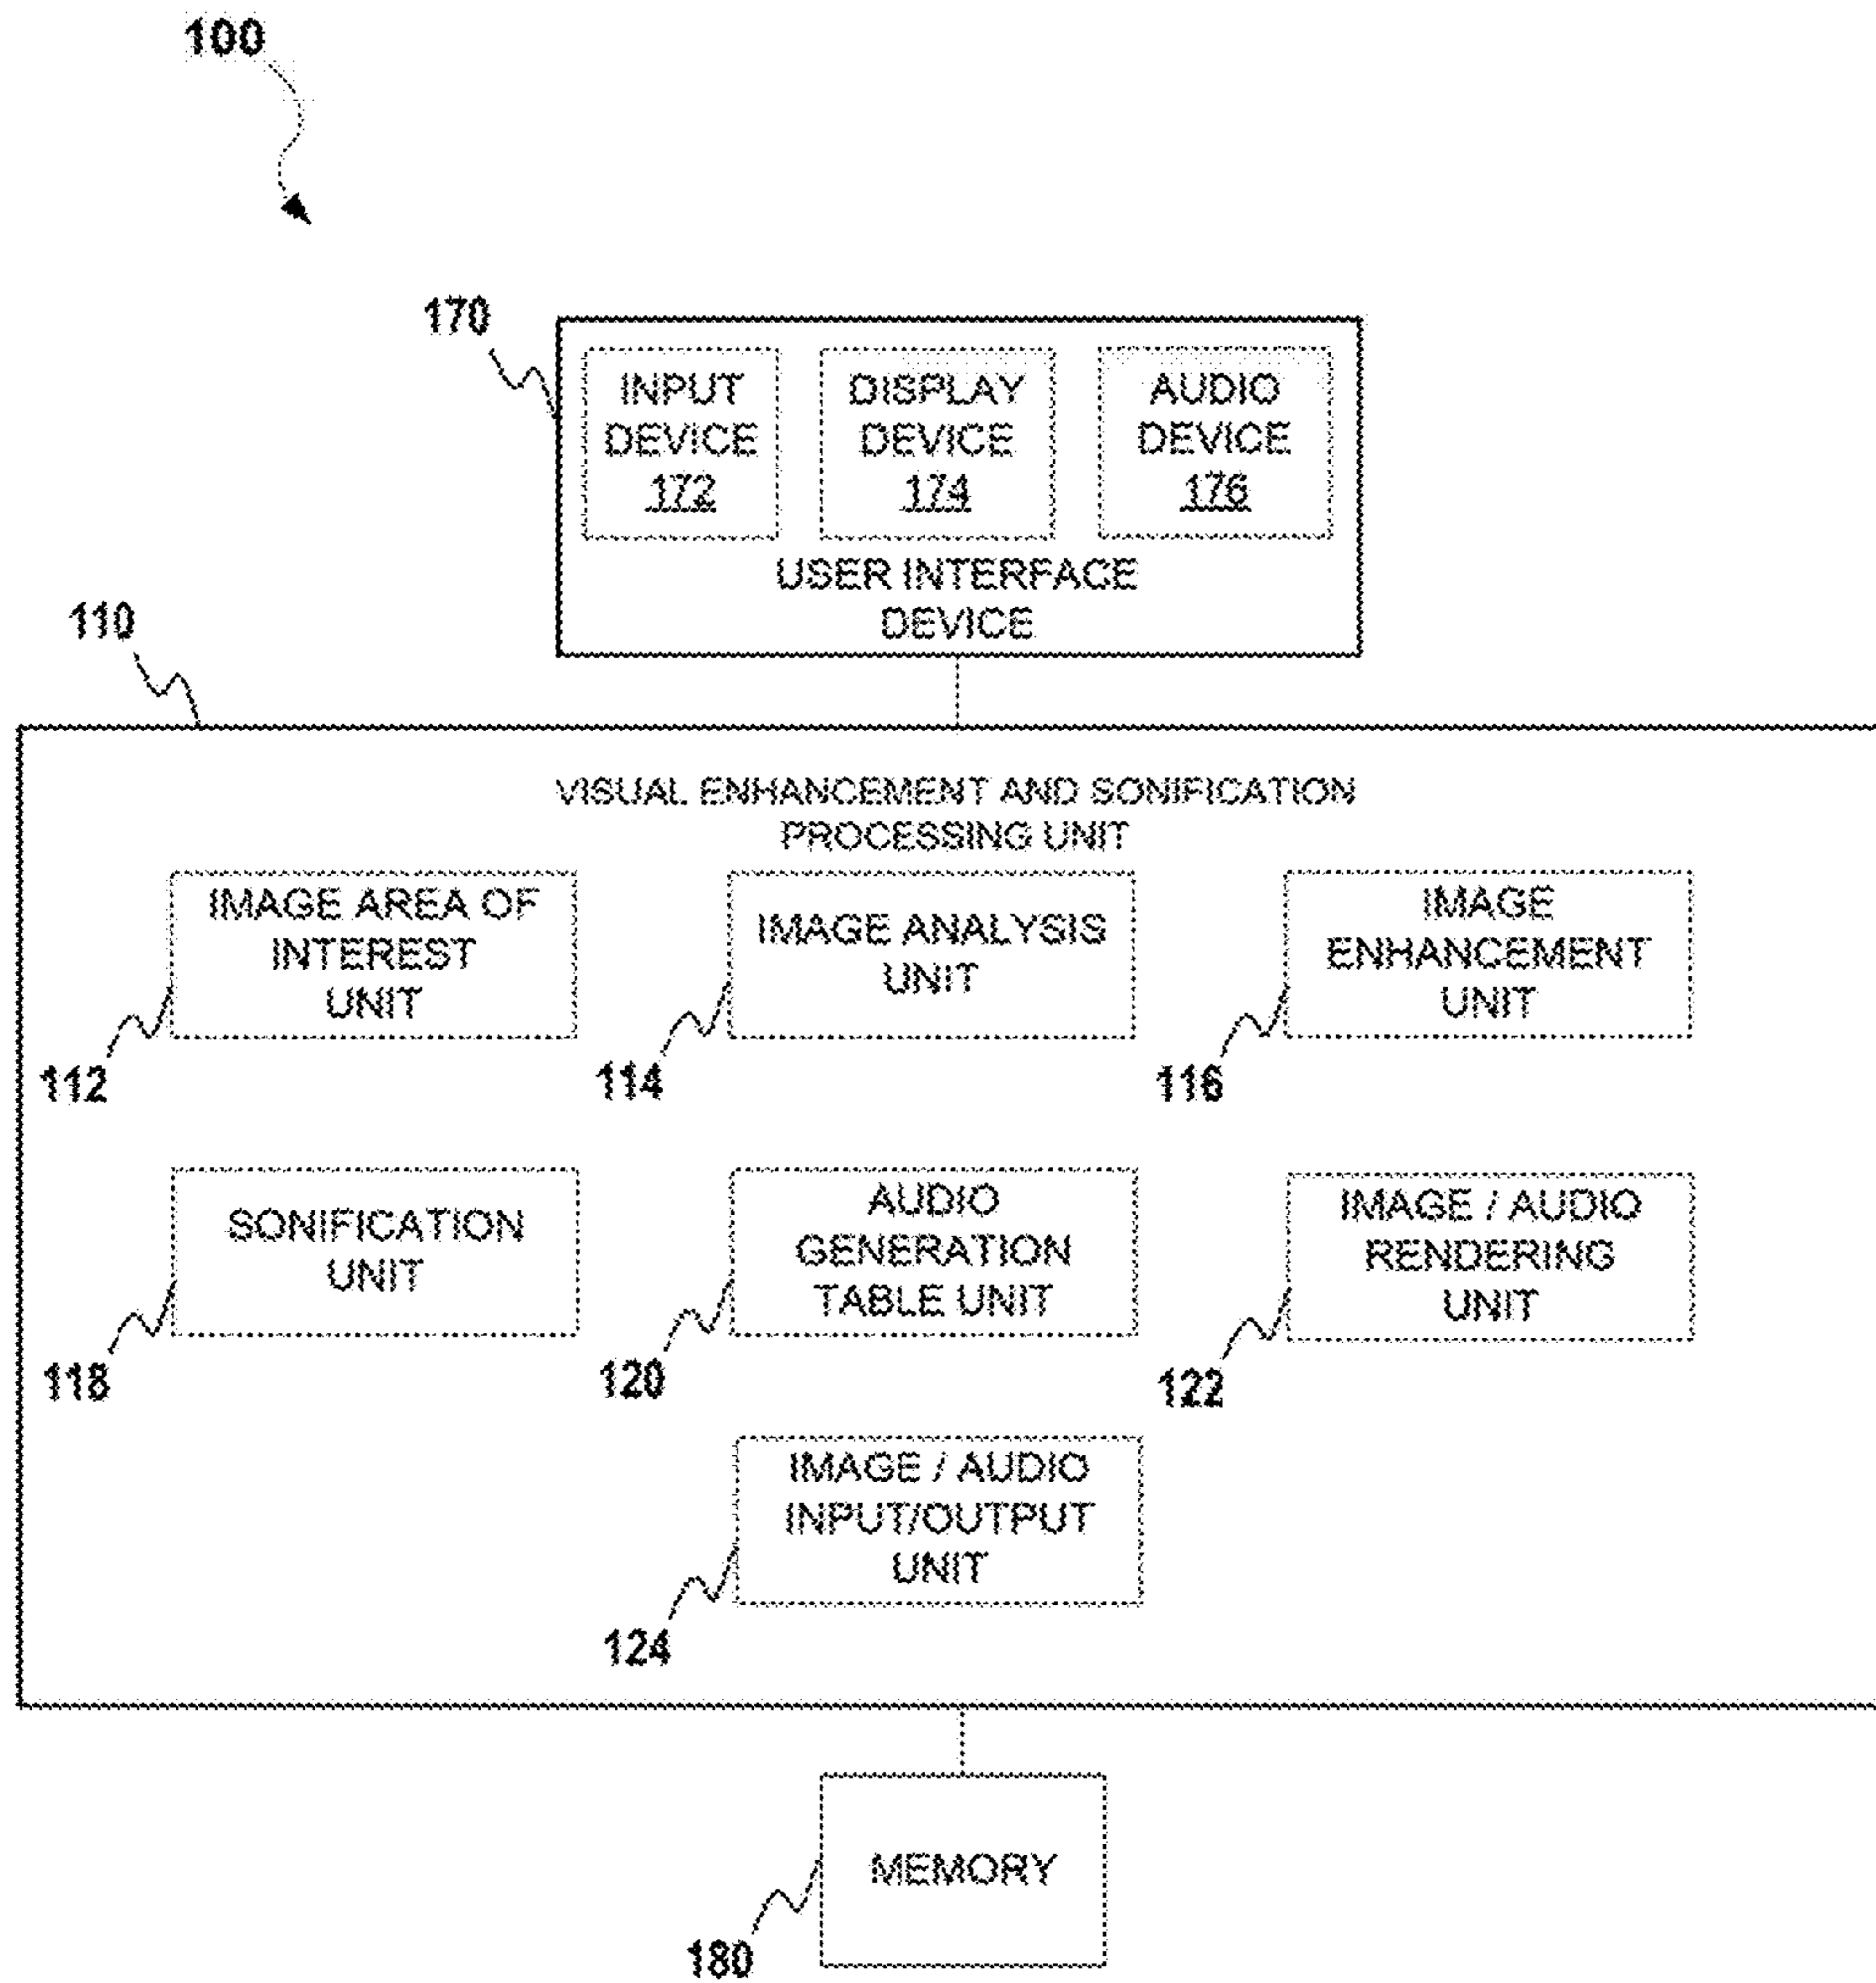 100
170
INPUT
DEVICE
172
DISPLAY
DEVICE
174
AUDIO
DEVICE
176
USER INTERFACE
DEVICE
110
VISUAL ENHANCEMENT AND SONIFICATION
PROCESSING UNIT
IMAGE AREA OF
INTEREST
UNIT
112
IMAGE ANALYSIS
UNIT
114
IMAGE
ENHANCEMENT
UNIT
116
SONIFICATION
UNIT
118
AUDIO
GENERATION
TABLE UNIT
120
IMAGE / AUDIO
RENDERING
UNIT
122
IMAGE / AUDIO
INPUT/OUTPUT
UNIT
124
MEMORY
180